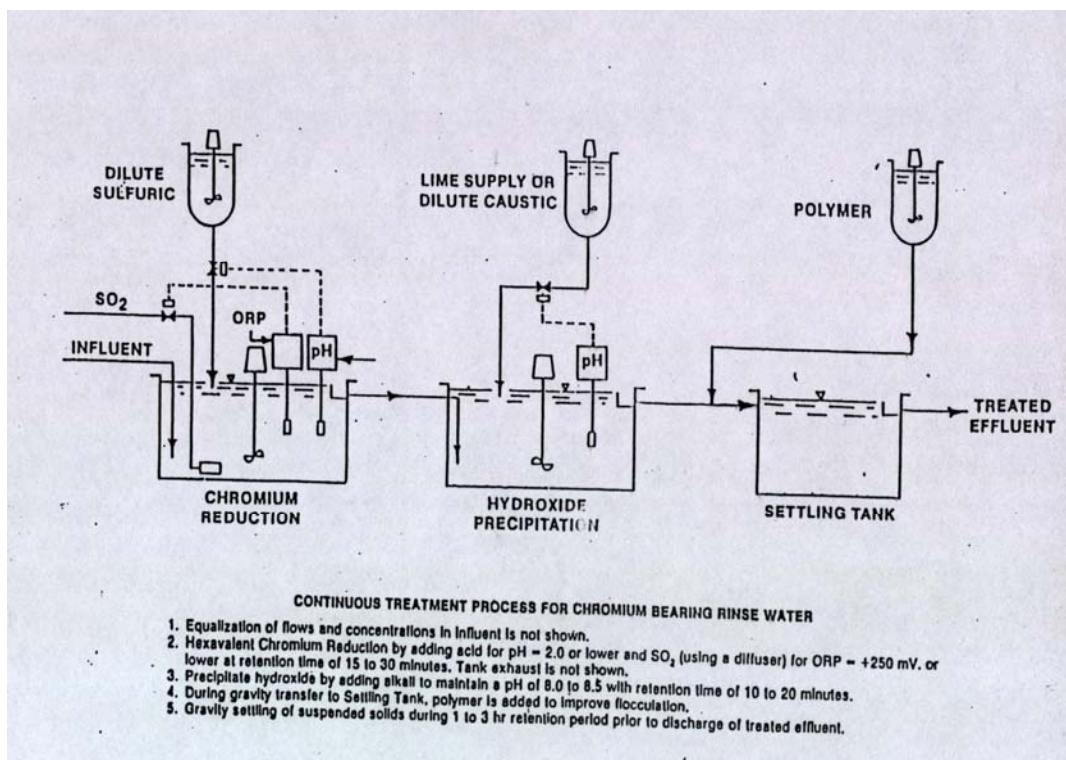 DILUTE
SULFURIC
LIME SUPPLY OR
DILUTE CAUSTIC
POLYMER
SO₂
ORP
pH
INFLUENT
pH
TREATED
EFFLUENT
CHROMIUM
REDUCTION
HYDROXIDE
PRECIPITATION
SETTLING TANK
CONTINUOUS TREATMENT PROCESS FOR CHROMIUM BEARING RINSE WATER
1. Equalization of flows and concentrations in influent is not shown.
2. Hexavalent Chromium Reduction by adding acid for pH = 2.0 or lower and SO₂ (using a diffuser) for ORP = +250 mV. or
lower at retention time of 15 to 30 minutes. Tank exhaust is not shown.
3. Precipitate hydroxide by adding alkali to maintain a pH of 8.0 to 8.5 with retention time of 10 to 20 minutes.
4. During gravity transfer to Settling Tank, polymer is added to improve flocculation.
5. Gravity settling of suspended solids during 1 to 3 hr retention period prior to discharge of treated effluent.